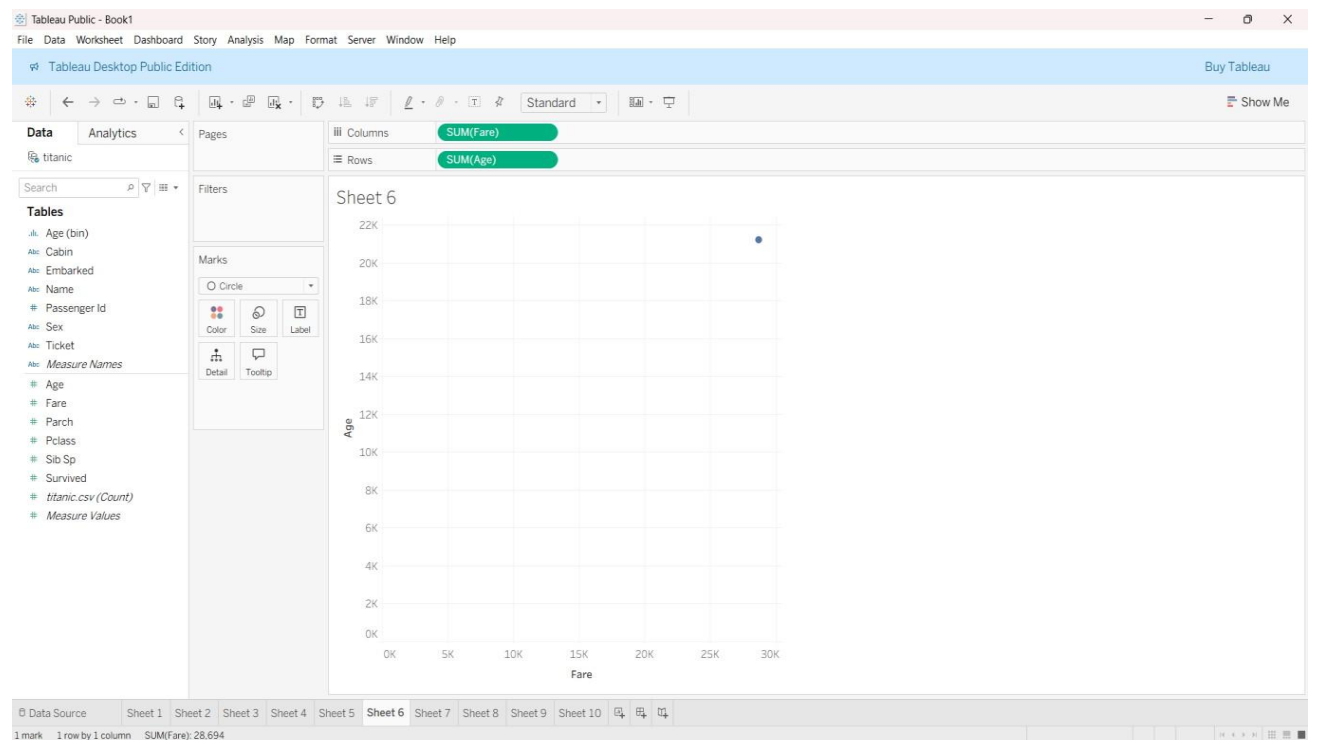 Tableau Public - Book1
File Data Worksheet Dashboard Story Analysis Map Format Server Window Help
Tableau Desktop Public Edition
Buy Tableau
Standard
Show Me
Data
Analytics
titanic
Search
Tables
Age (bin)
Abc Cabin
Abc Embarked
Abc Name
# Passenger Id
Abc Sex
Abc Ticket
Abc Measure Names
# Age
# Fare
# Parch
# Pclass
# Sib Sp
# Survived
# titanic.csv (Count)
# Measure Values
Pages
Filters
Marks
Circle
Color Size Label
Detail Tooltip
Columns SUM(Fare)
Rows SUM(Age)
Sheet 6
22K
20K
18K
16K
14K
12K
10K
8K
6K
4K
2K
0K
Age
0K 5K 10K 15K 20K 25K 30K
Fare
Data Source Sheet 1 Sheet 2 Sheet 3 Sheet 4 Sheet 5 Sheet 6 Sheet 7 Sheet 8 Sheet 9 Sheet 10
1 mark 1 row by 1 column SUM(Fare): 28.694